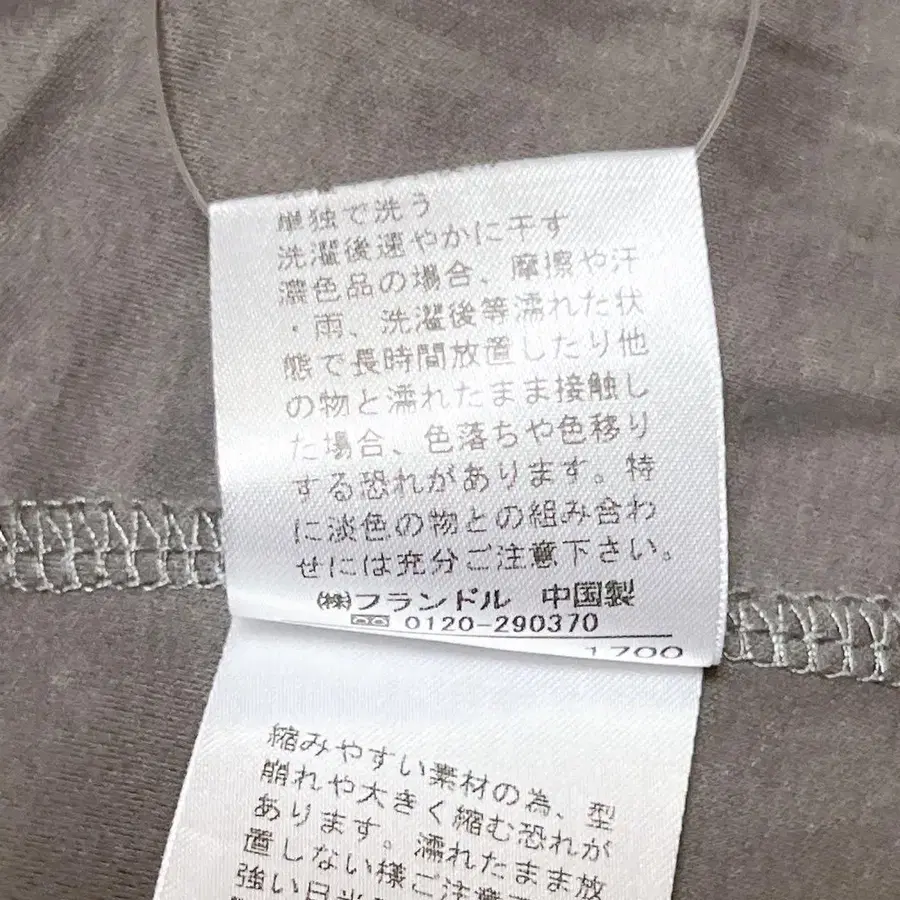 単独で洗う
洗濯後速やかに干す
濃色品の場合、摩擦や汗
・雨、洗濯後等濡れた状
態で長時間放置したり他
の物と濡れたまま接触し
た場合、色落ちや色移り
する恐れがあります。特
に淡色の物との組み合わ
せには充分ご注意下さい。
㈱フランドル 中国製
0120-290370
1700
縮みやすい素材の為、型
崩れや大きく縮む恐れが
あります。濡れたまま放
置しない様ご注意
強い日光